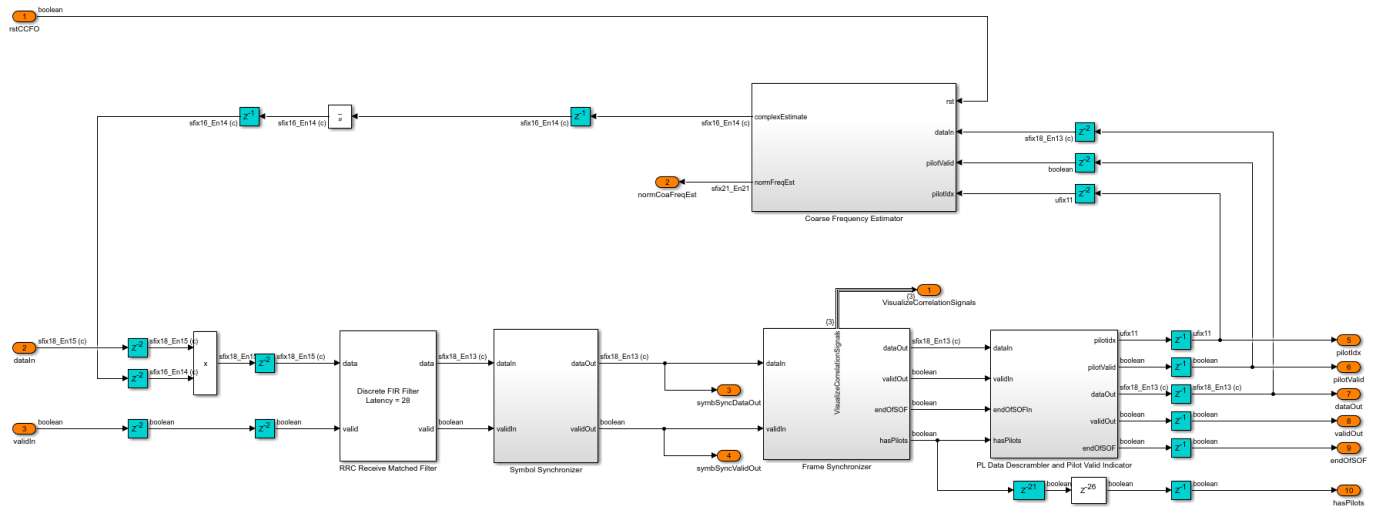 1
boolean
rstCCFO
z-1
sfix16_En14 (c)
sfix16_En14 (c)
z-1
sfix16_En14 (c)
sfix16_En14 (c)
complexEstimate
normFreqEst
rst
dataIn
pilotValid
pilotIdx
Coarse Frequency Estimator
2
normCoaFreqEst
sfix21_En21
z-2
sfix18_En13 (c)
z-2
boolean
z-2
ufix11
1
VisualizeCorrelationSignals
{3}
{3}
2
dataIn
sfix18_En15 (c)
z-2
sfix18_En15 (c)
z-2
sfix16_En14 (c)
x
sfix18_En15
z-2
sfix18_En15 (c)
3
validIn
boolean
z-2
boolean
z-2
boolean
data
valid
Discrete FIR Filter
Latency = 28
data
valid
RRC Receive Matched Filter
sfix18_En13 (c)
boolean
dataIn
validIn
dataOut
validOut
Symbol Synchronizer
sfix18_En13 (c)
boolean
3
symbSyncDataOut
4
symbSyncValidOut
dataIn
validIn
VisualizeCorrelationSignals
dataOut
validOut
endOfSOF
hasPilots
Frame Synchronizer
sfix18_En13 (c)
boolean
boolean
boolean
dataIn
validIn
endOfSOFIn
hasPilots
pilotidx
pilotValid
dataOut
validOut
endOfSOF
PL Data Descrambler and Pilot Valid Indicator
ufix11
z-1
ufix11
5
pilotIdx
boolean
z-1
boolean
6
pilotValid
sfix18_En13 (c)
z-1
sfix18_En13 (c)
7
dataOut
boolean
z-1
boolean
8
validOut
boolean
z-1
boolean
9
endOfSOF
z-21
boolean
z-26
boolean
z-1
boolean
10
hasPilots